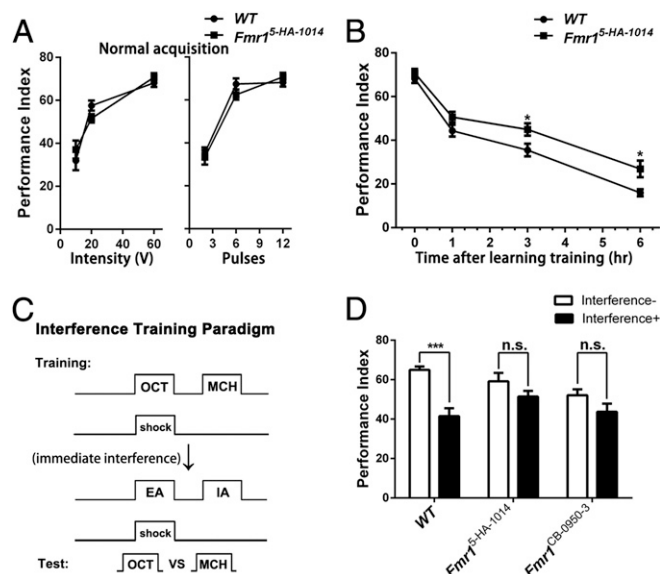 A
WT
Fmr1^5-HA-1014
Normal acquisition
Performance Index
80
60
40
20
0
0 20 40 60
Intensity (V)
0 3 6 9 12
Pulses
B
WT
Fmr1^5-HA-1014
Performance Index
80
60
40
20
0
*
*
0 1 3 6
Time after learning training (hr)
C
Interference Training Paradigm
Training:
OCT MCH
shock
(immediate interference)
EA IA
shock
Test: OCT VS MCH
D
Interference-
Interference+
Performance Index
80
60
40
20
0
*** n.s. n.s.
WT
Fmr1^5-HA-1014
Fmr1^CB-0950-3